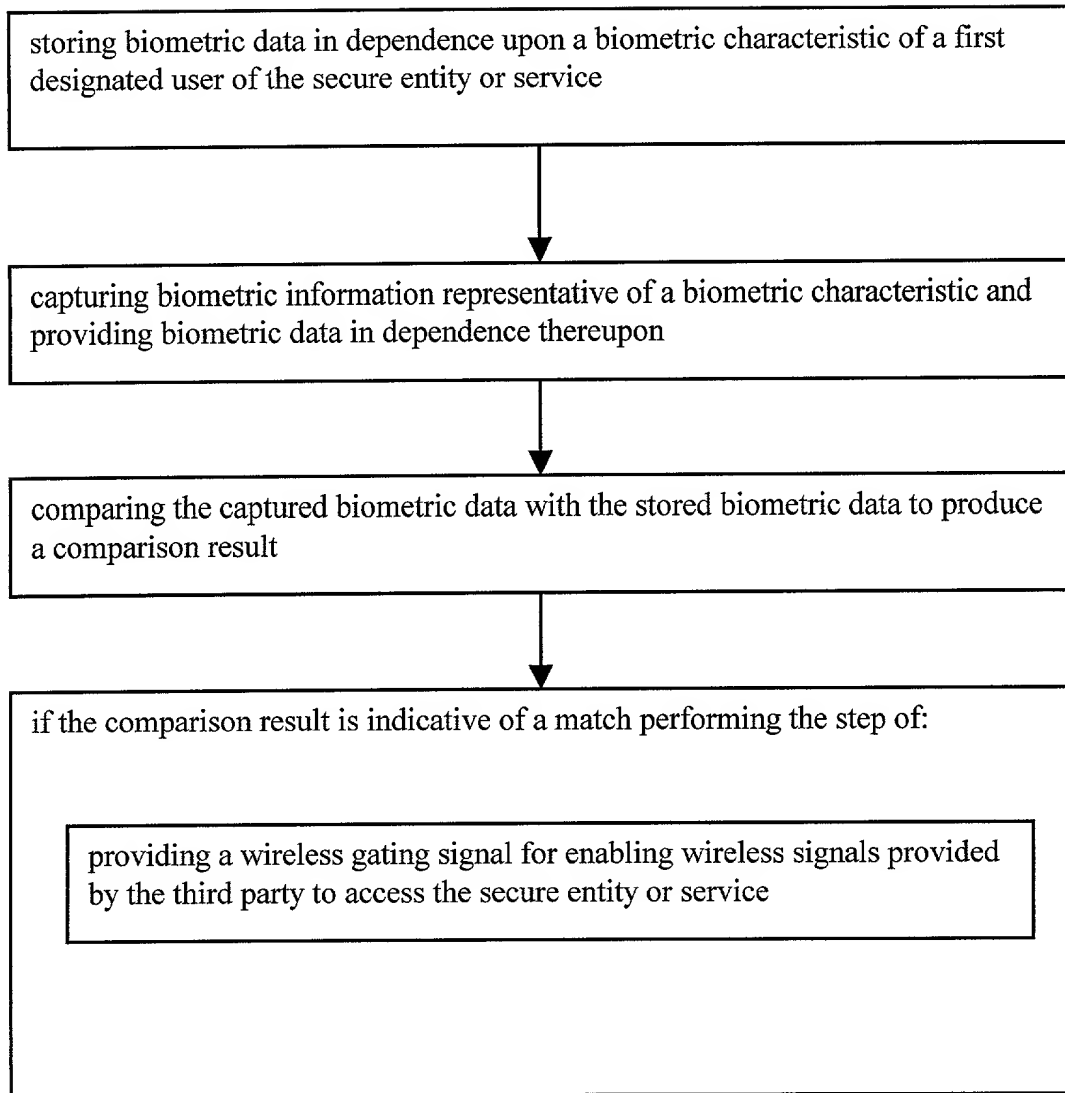 storing biometric data in dependence upon a biometric characteristic of a first
designated user of the secure entity or service
capturing biometric information representative of a biometric characteristic and
providing biometric data in dependence thereupon
comparing the captured biometric data with the stored biometric data to produce
a comparison result
if the comparison result is indicative of a match performing the step of:
providing a wireless gating signal for enabling wireless signals provided
by the third party to access the secure entity or service